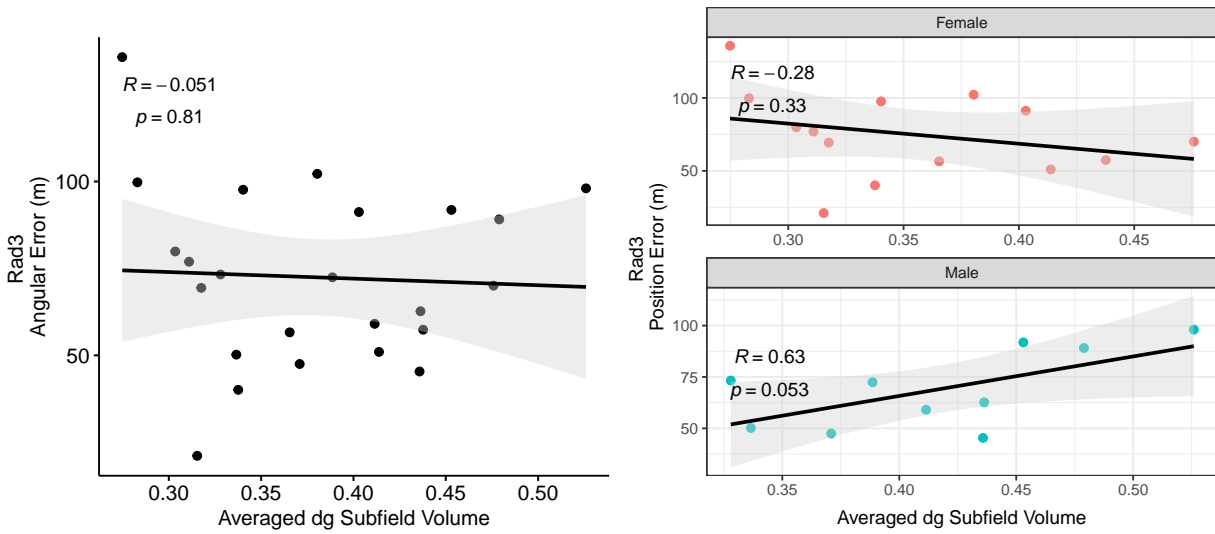 Rad3
Angular Error (m)
100
50
R = −0.051
p = 0.81
0.30 0.35 0.40 0.45 0.50
Averaged dg Subfield Volume
Rad3
Position Error (m)
Female
100
50
R = −0.28
p = 0.33
0.30 0.35 0.40 0.45
Male
100
75
50
R = 0.63
p = 0.053
0.35 0.40 0.45 0.50
Averaged dg Subfield Volume